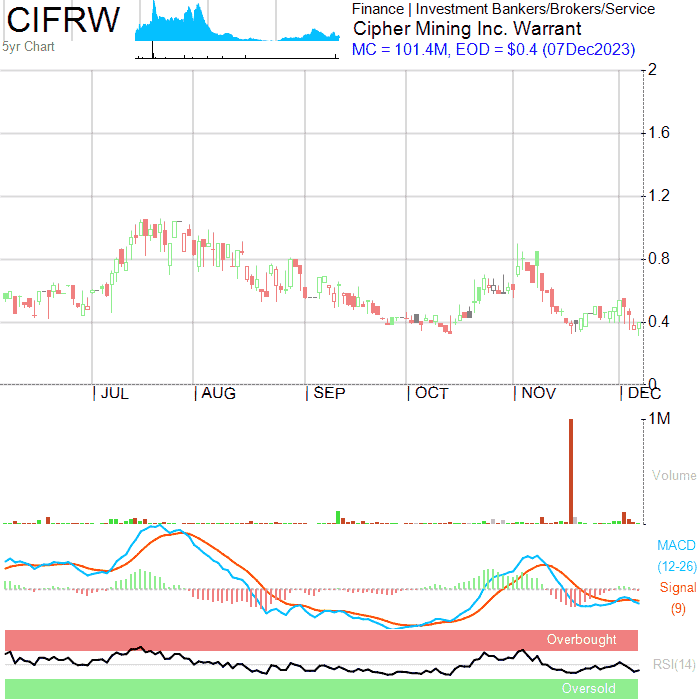 CIFRW
5yr Chart
Finance | Investment Bankers/Brokers/Service
Cipher Mining Inc. Warrant
MC = 101.4M, EOD = $0.4 (07Dec2023)
2
1.6
1.2
0.8
0.4
0
JUL
AUG
SEP
OCT
NOV
DEC
1M
Volume
MACD
(12-26)
Signal
(9)
Overbought
RSI(14)
Oversold